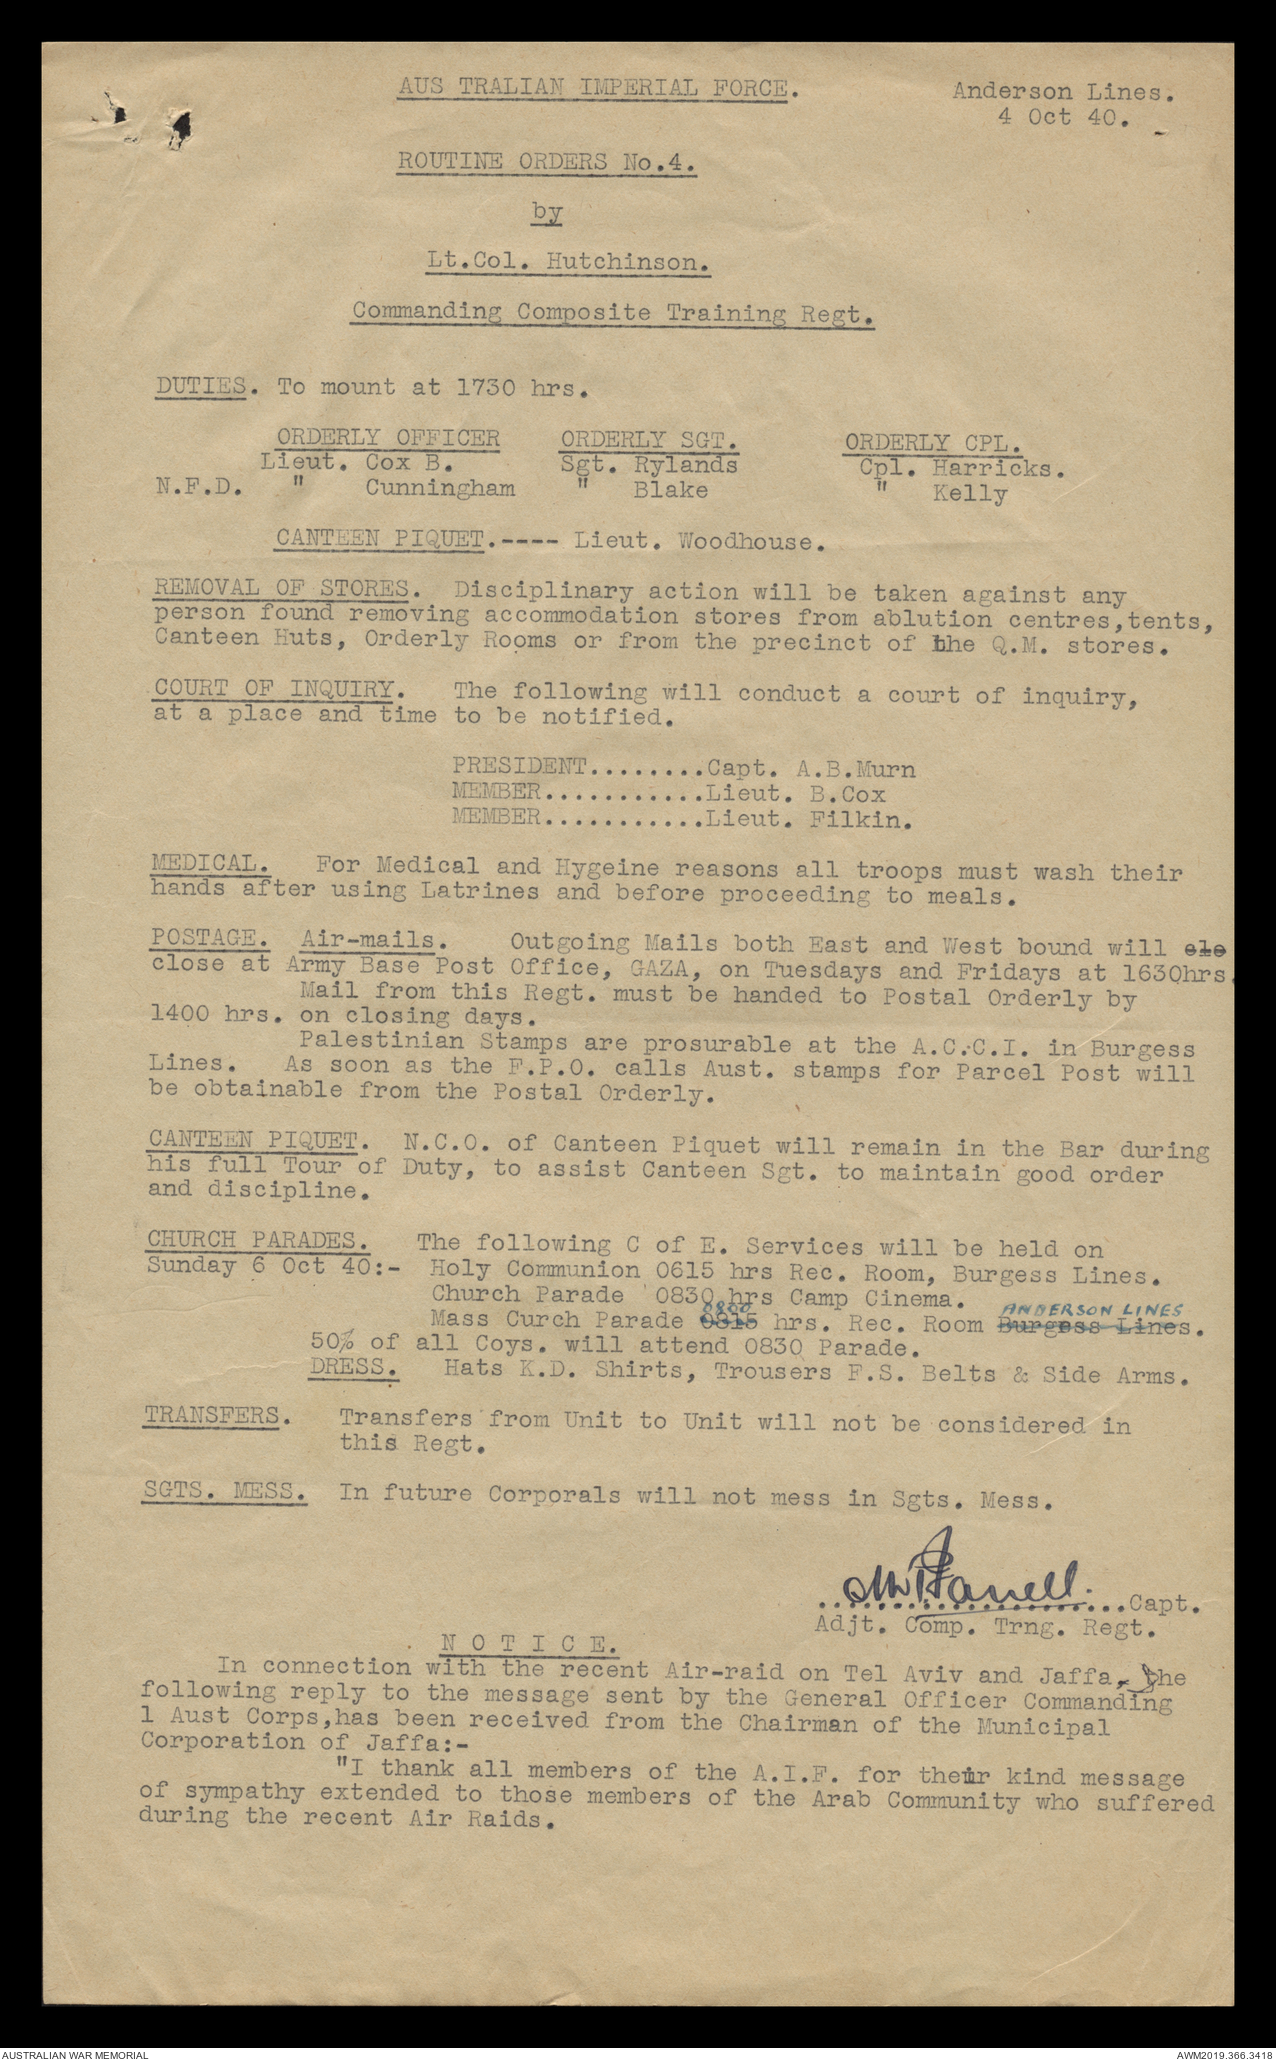 AUS TRALIAN IMPERIAL FORCE.
Anderson Lines.
4 Oct 40.
ROUTINE ORDERS No.4.
by
Lt.Col. Hutchinson.
Commanding Composite Training Regt.
DUTIES. To mount at 1730 hrs.
ORDERLY OFFICER ORDERLY SGT. ORDERLY CPL.
Lieut. Cox B. Sgt. Rylands Cpl. Harricks.
N.F.D. " Cunningham " Blake " Kelly
CANTEEN PIQUET.---- Lieut. Woodhouse.
REMOVAL OF STORES. Disciplinary action will be taken against any
person found removing accommodation stores from ablution centres,tents,
Canteen Huts, Orderly Rooms or from the precinct of the Q.M. stores.
COURT OF INQUIRY. The following will conduct a court of inquiry,
at a place and time to be notified.
PRESIDENT........Capt. A.B.Murn
MEMBER...........Lieut. B.Cox
MEMBER...........Lieut. Filkin.
MEDICAL. For Medical and Hygeine reasons all troops must wash their
hands after using Latrines and before proceeding to meals.
POSTAGE. Air-mails. Outgoing Mails both East and West bound will clo
close at Army Base Post Office, GAZA, on Tuesdays and Fridays at 1630hrs.
Mail from this Regt. must be handed to Postal Orderly by
1400 hrs. on closing days.
Palestinian Stamps are prosurable at the A.C.C.I. in Burgess
Lines. As soon as the F.P.O. calls Aust. stamps for Parcel Post will
be obtainable from the Postal Orderly.
CANTEEN PIQUET. N.C.O. of Canteen Piquet will remain in the Bar during
his full Tour of Duty, to assist Canteen Sgt. to maintain good order
and discipline.
CHURCH PARADES. The following C of E. Services will be held on
Sunday 6 Oct 40:- Holy Communion 0615 hrs Rec. Room, Burgess Lines.
Church Parade 0830 hrs Camp Cinema.
0800 ANDERSON LINES
Mass Curch Parade 0815 hrs. Rec. Room Burgess Lines.
50% of all Coys. will attend 0830 Parade.
DRESS. Hats K.D. Shirts, Trousers F.S. Belts & Side Arms.
TRANSFERS. Transfers from Unit to Unit will not be considered in
this Regt.
SGTS. MESS. In future Corporals will not mess in Sgts. Mess.
...................Capt.
Adjt. Comp. Trng. Regt.
N O T I C E.
In connection with the recent Air-raid on Tel Aviv and Jaffa, the
following reply to the message sent by the General Officer Commanding
1 Aust Corps,has been received from the Chairman of the Municipal
Corporation of Jaffa:-
"I thank all members of the A.I.F. for their kind message
of sympathy extended to those members of the Arab Community who suffered
during the recent Air Raids.
AUSTRALIAN WAR MEMORIAL
AWM2019.366.3418